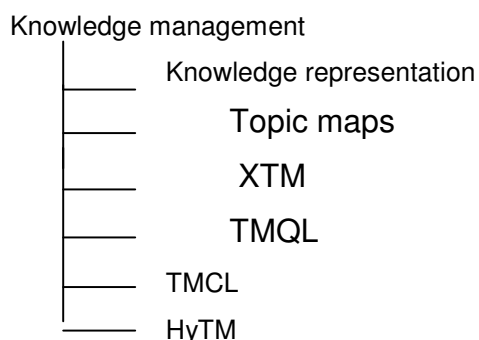 Knowledge management
Knowledge representation
Topic maps
XTM
TMQL
TMCL
HyTM